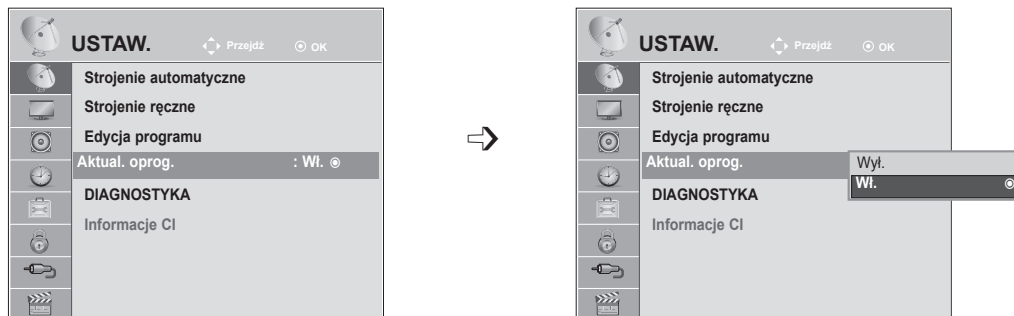 USTAW. Przejdź OK
Strojenie automatyczne
Strojenie ręczne
Edycja programu
Aktual. oprog. : Wł.
DIAGNOSTYKA
Informacje CI
USTAW. Przejdź OK
Strojenie automatyczne
Strojenie ręczne
Edycja programu
Aktual. oprog.
Wył.
Wł.
DIAGNOSTYKA
Informacje CI